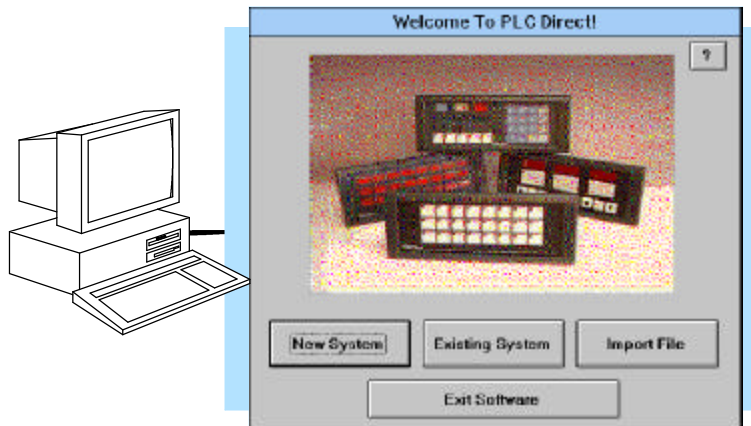 Welcome To PLC Direct!
?
New System
Existing System
Import File
Exit Software